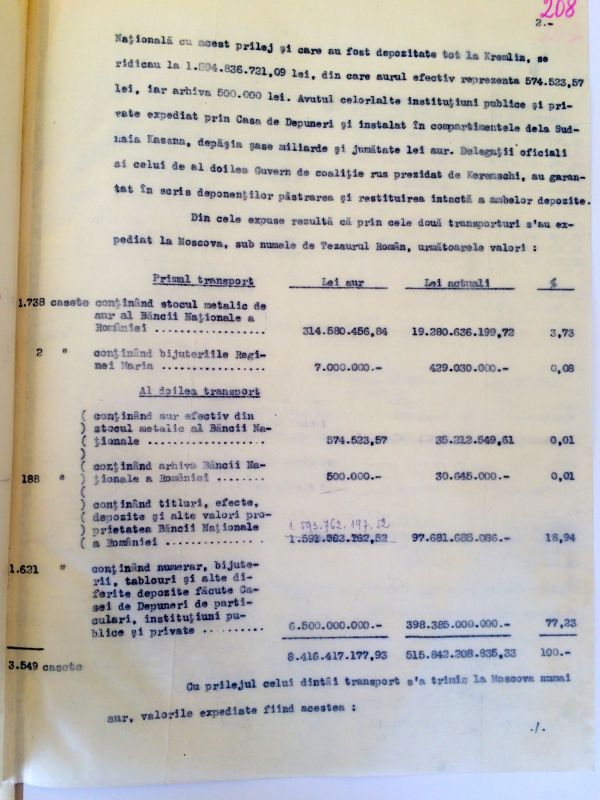 208
2.-
Națională cu acest prilej și care au fost depozitate tot la Kremlin, se
ridicau la 1.594.836.721,09 lei, din care aurul efectiv reprezenta 574.523,57
lei, iar arhiva 500.000 lei. Avutul celorlalte instituțiuni publice și pri-
vate expediat prin Casa de Depuneri și instalat în compartimentele dela Sud-
naia Kassna, depășia șase miliarde și jumătate lei aur. Delegații oficiali
ai celui de al doilea Guvern de coaliție rus prezidat de Kerenschi, au garan-
tat în scris deponenților păstrarea și restituirea intactă a ambelor depozite.
Din cele expuse rezultă că prin cele două transporturi s'au ex-
pediat la Moscova, sub numele de Tezaurul Român, următoarele valori :
Primul transport Lei aur Lei actuali %
1.738 casete conținând stocul metalic de
aur al Băncii Naționale a
României .................. 314.580.456,84 19.280.636.199,72 3,73
2 " conținând bijuteriile Regi-
nei Maria ................. 7.000.000.- 429.030.000.- 0,08
Al doilea transport
( conținând aur efectiv din
) stocul metalic al Băncii Na-
( ționale .................. 574.523,57 35.212.549,61 0,01
)
( conținând arhiva Băncii Na-
188 " ) ționale a României ....... 500.000.- 30.645.000.- 0,01
(
) conținând titluri, efecte,
( depozite și alte valori pro-
) prietatea Băncii Naționale 1.593.762.197,52
( a României ............... 1.593.762,52 97.681.685.086.- 18,94
1.621 " conținând numerar, bijute-
rii, tablouri și alte di-
ferite depozite făcute Ca-
sei de Depuneri de parti-
culari, instituțiuni pu-
blice și private .......... 6.500.000.000.- 398.385.000.000.- 77,23
3.549 casete 8.416.417.177,93 515.842.208.835,33 100.-
Cu prilejul celui dintâi transport s'a trimis la Moscova numai
aur, valorile expediate fiind acestea :
./.